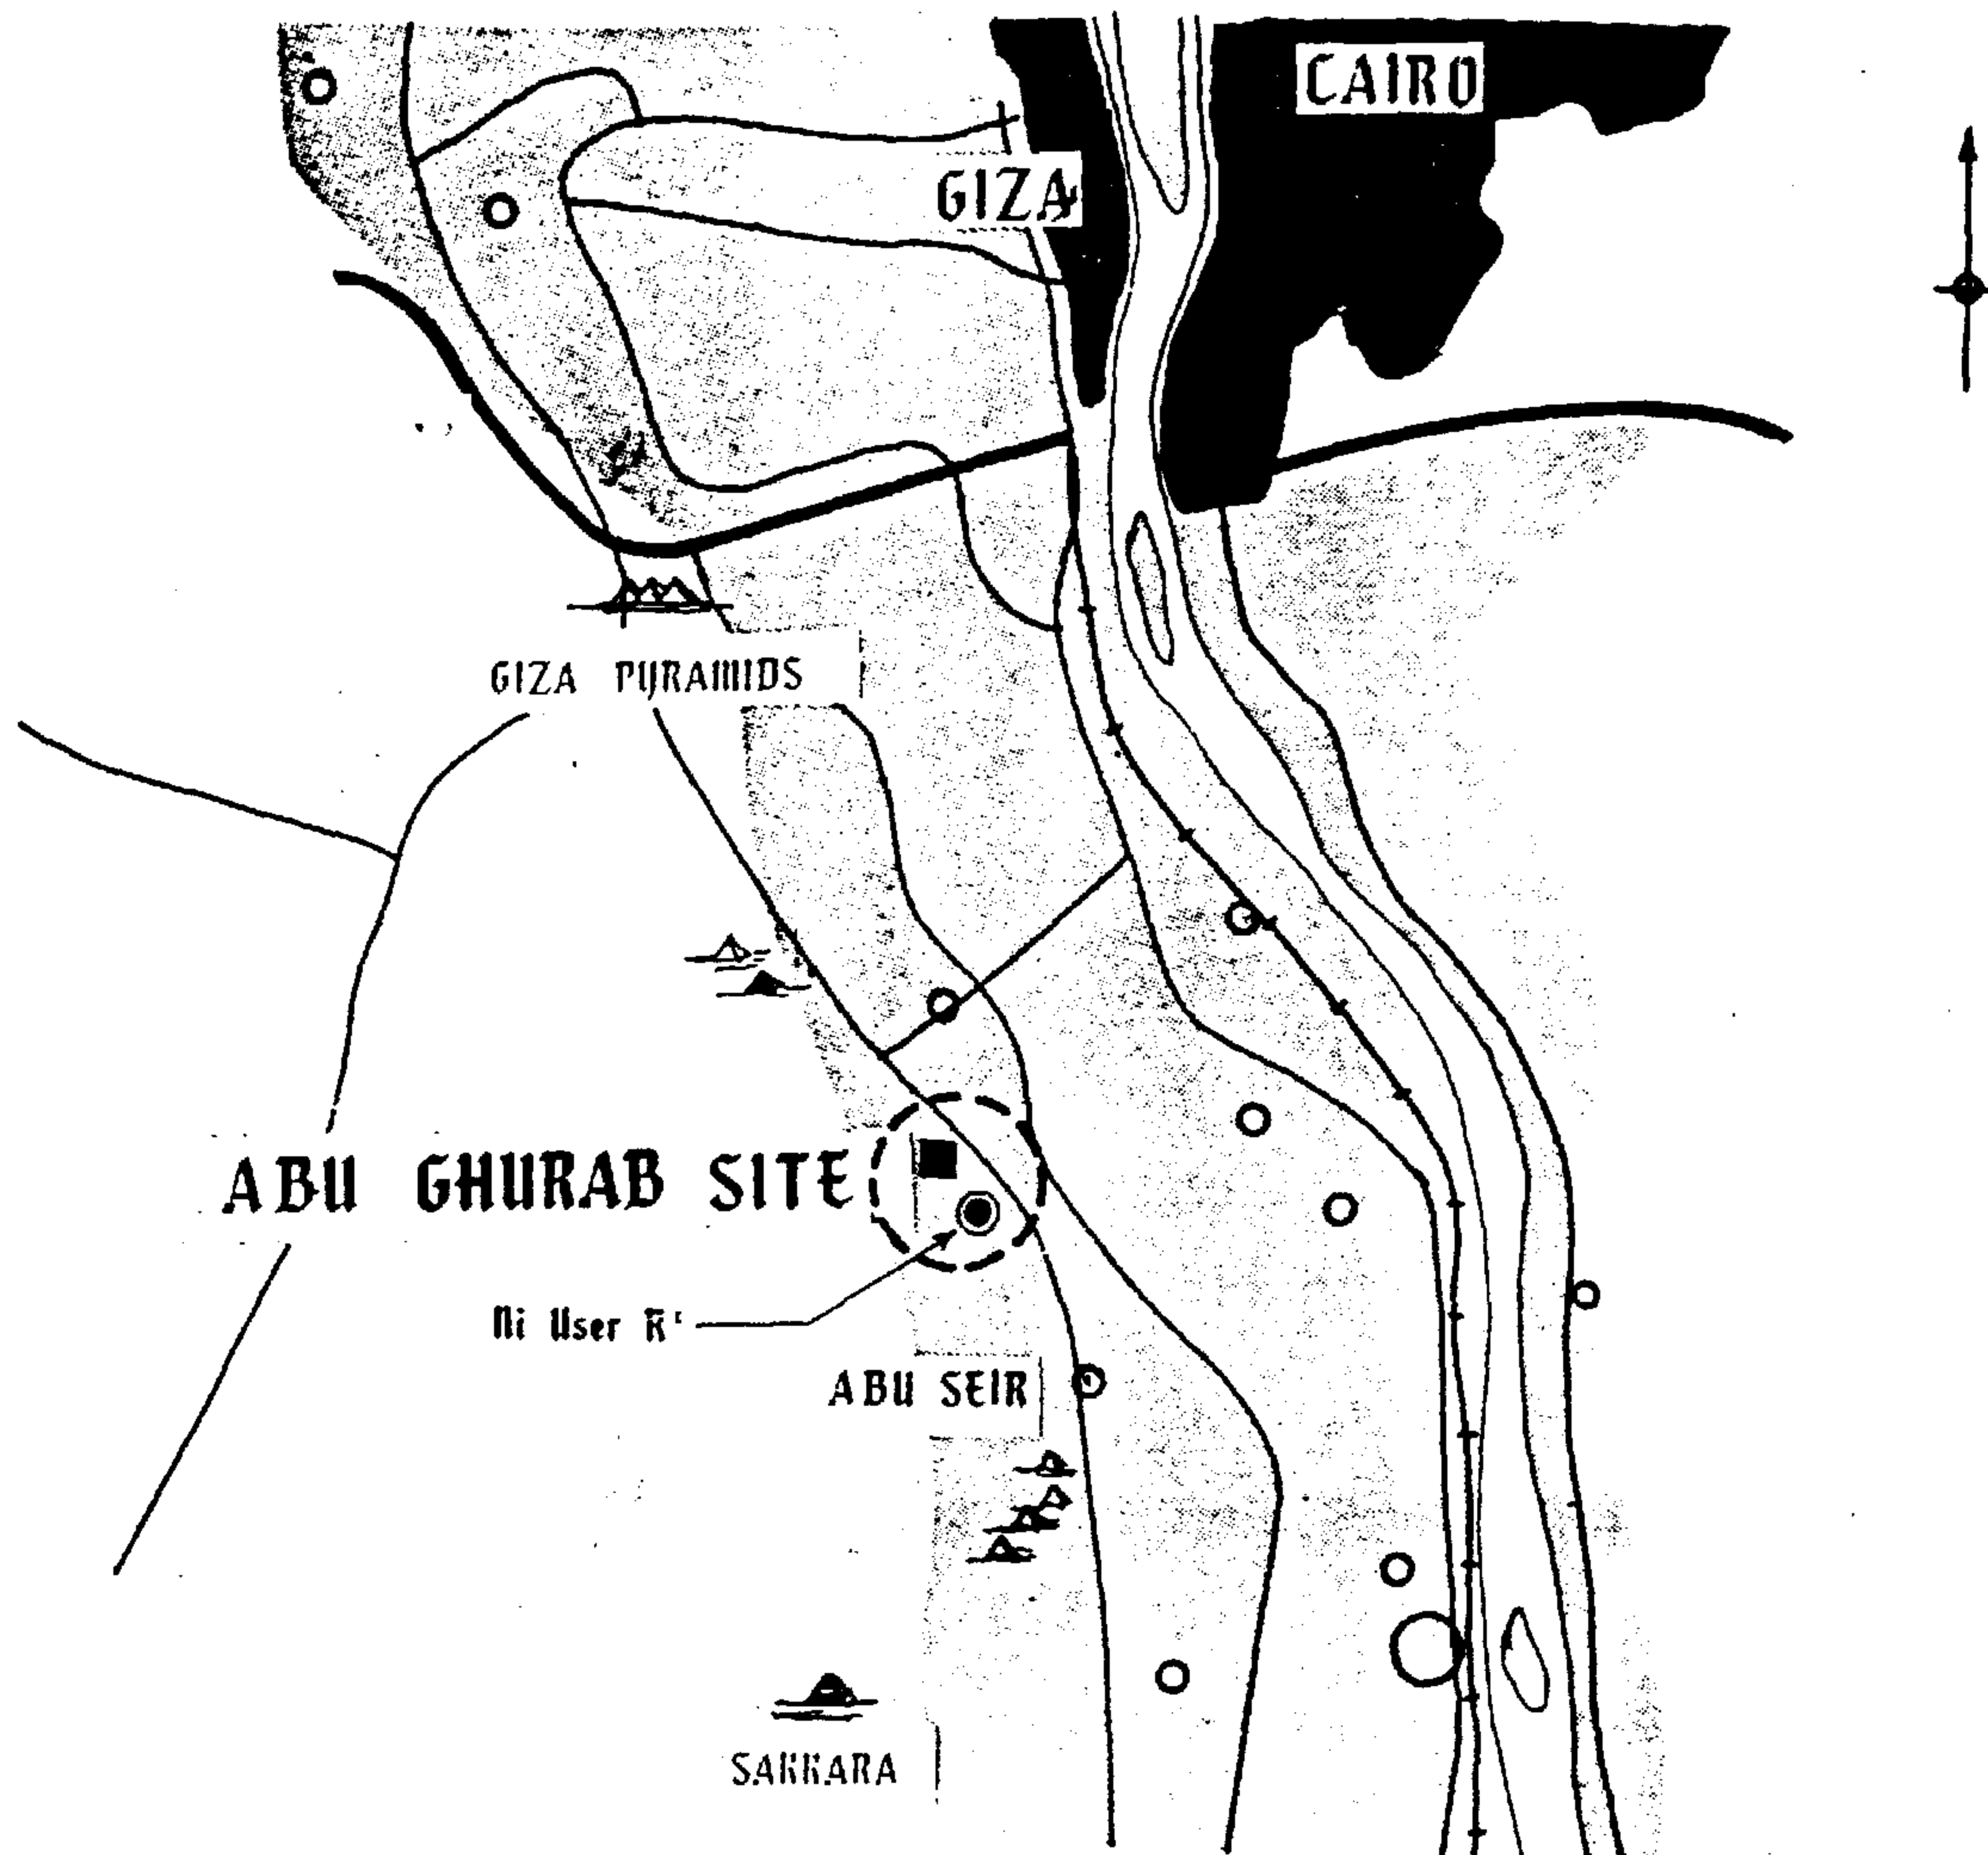 CAIRO
GIZA
GIZA PYRAMIDS
ABU GHURAB SITE
Ni User R'
ABU SEIR
SAKKARA